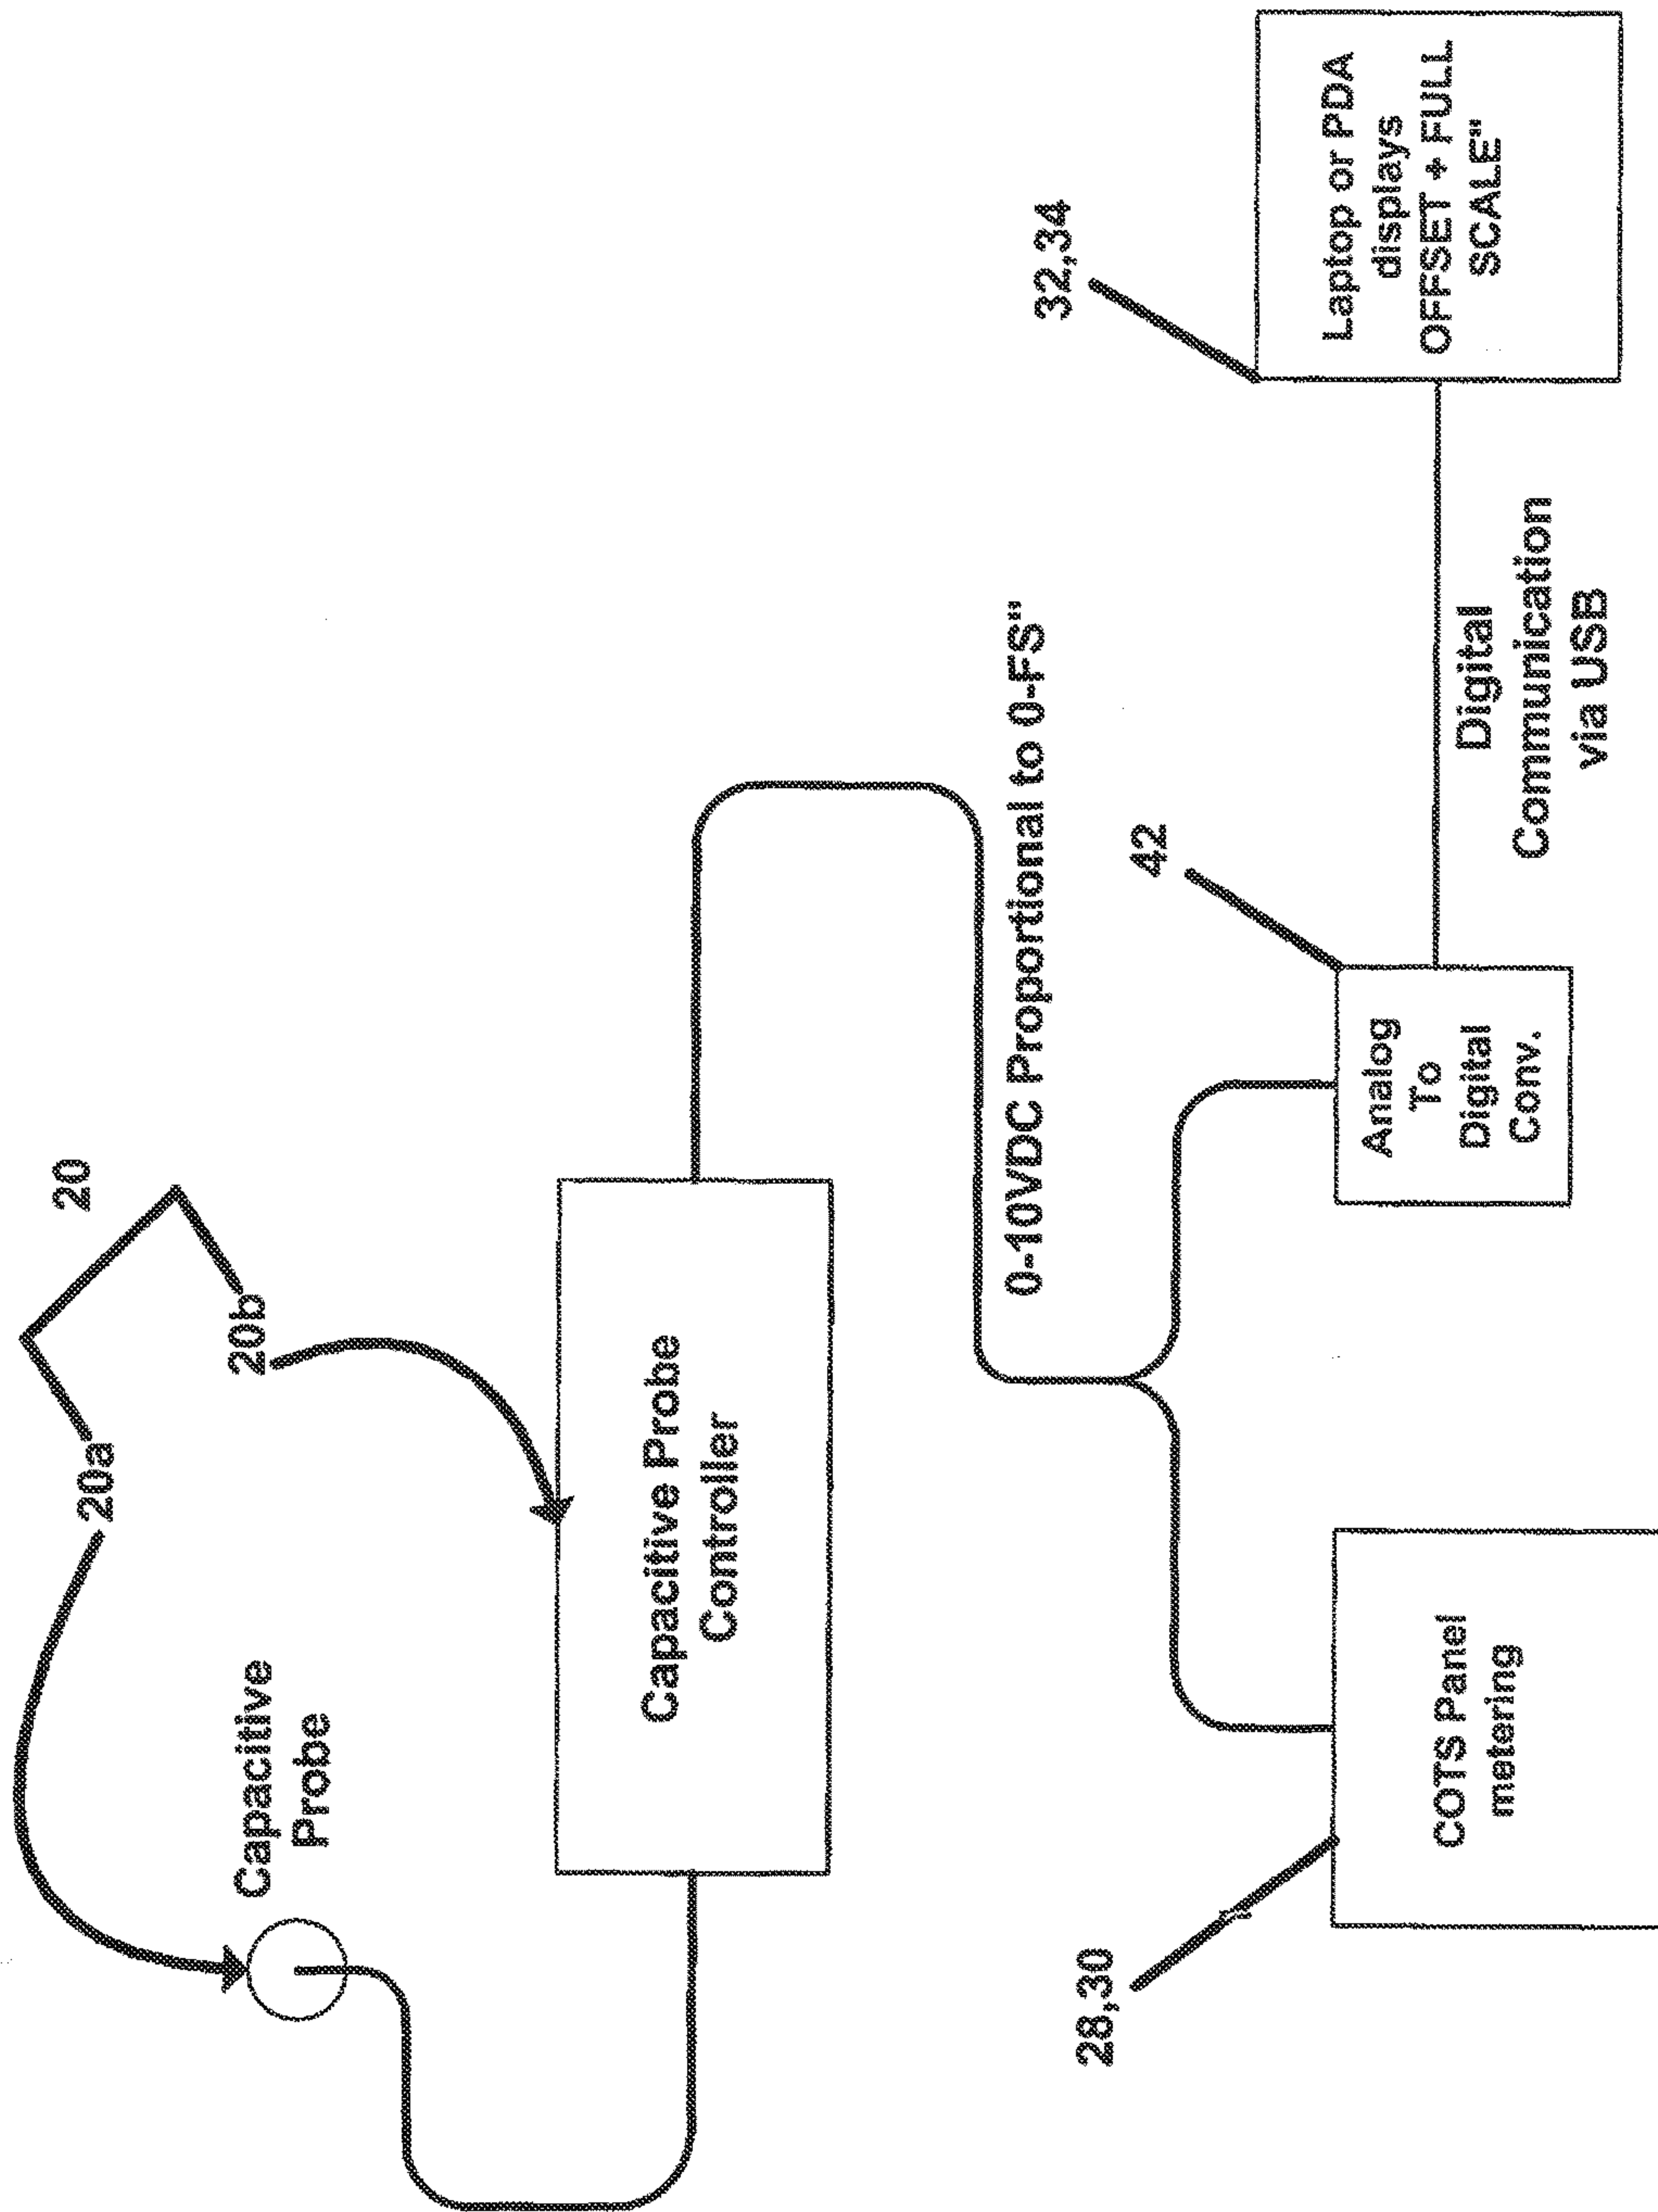 20
20a
20b
Capacitive
Probe
Capacitive Probe
Controller
0-10VDC Proportional to 0-FS"
28,30
COTS Panel
metering
42
Analog
To
Digital
Conv.
Digital
Communication
via USB
32,34
Laptop or PDA
displays
OFFSET + FULL
SCALE"